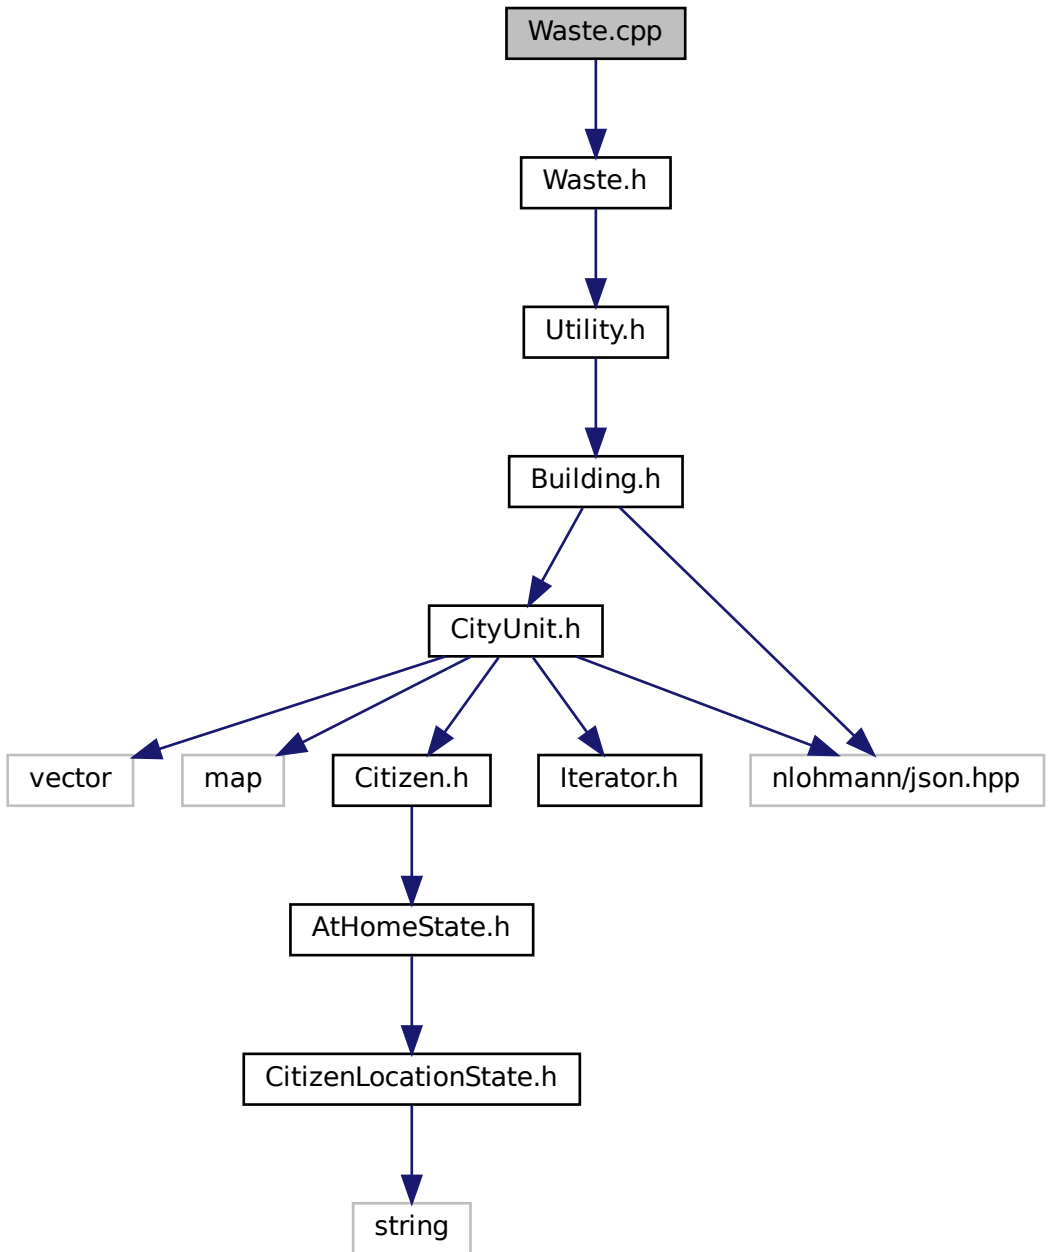 Waste.cpp
Waste.h
Utility.h
Building.h
CityUnit.h
vector
map
Citizen.h
Iterator.h
nlohmann/json.hpp
AtHomeState.h
CitizenLocationState.h
string